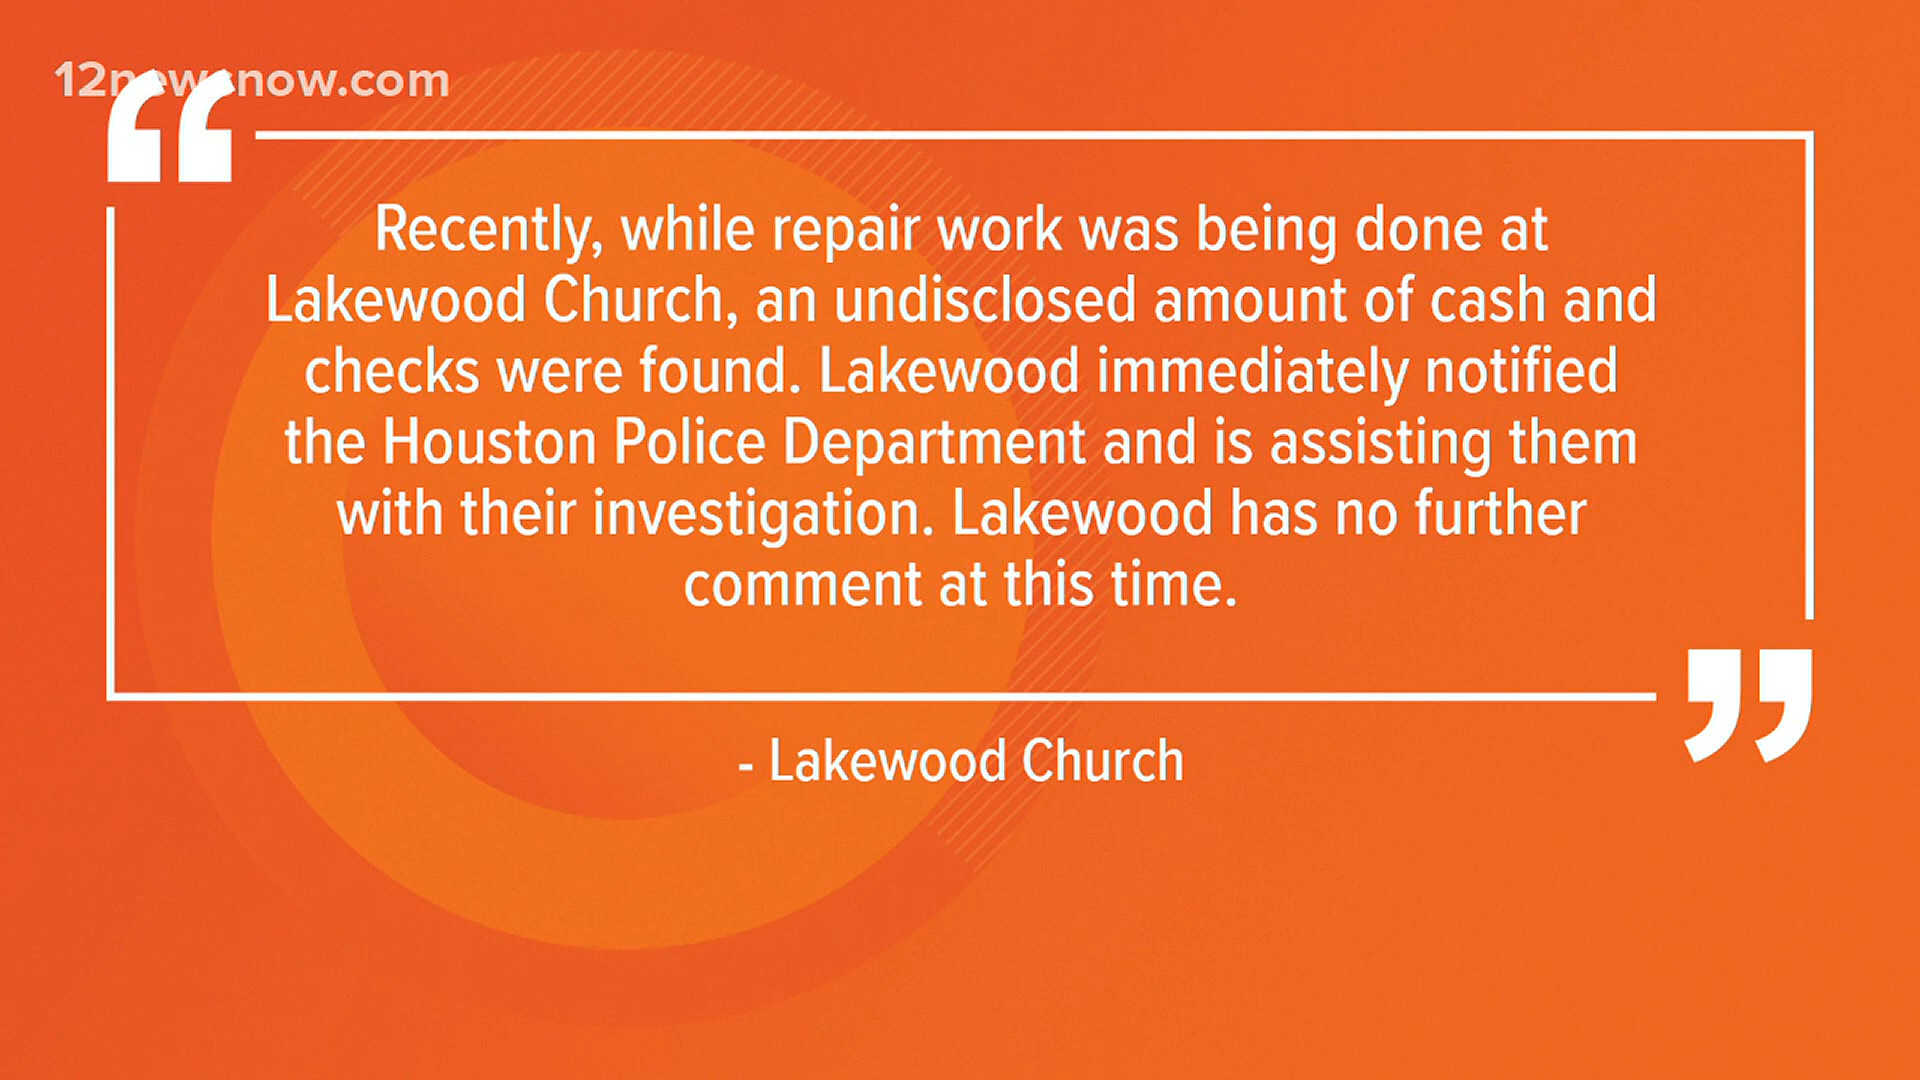 12newsnow.com
“
Recently, while repair work was being done at
Lakewood Church, an undisclosed amount of cash and
checks were found. Lakewood immediately notified
the Houston Police Department and is assisting them
with their investigation. Lakewood has no further
comment at this time.
”
- Lakewood Church